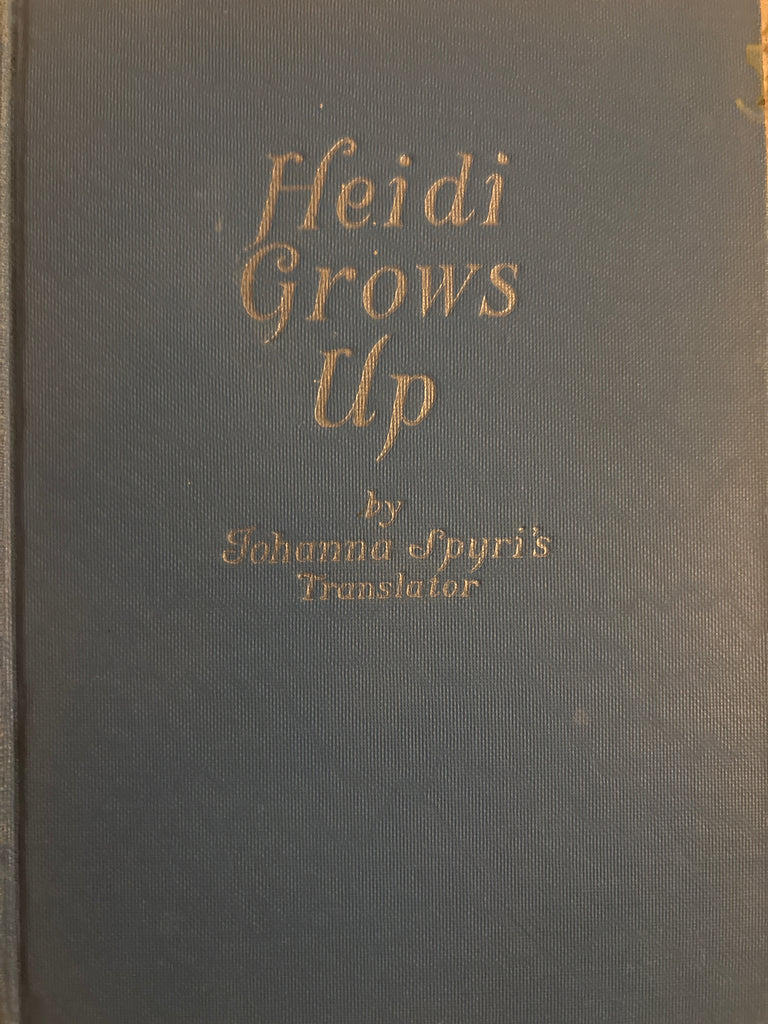 Heidi
Grows
Up
by
Johanna Spyri's
Translator